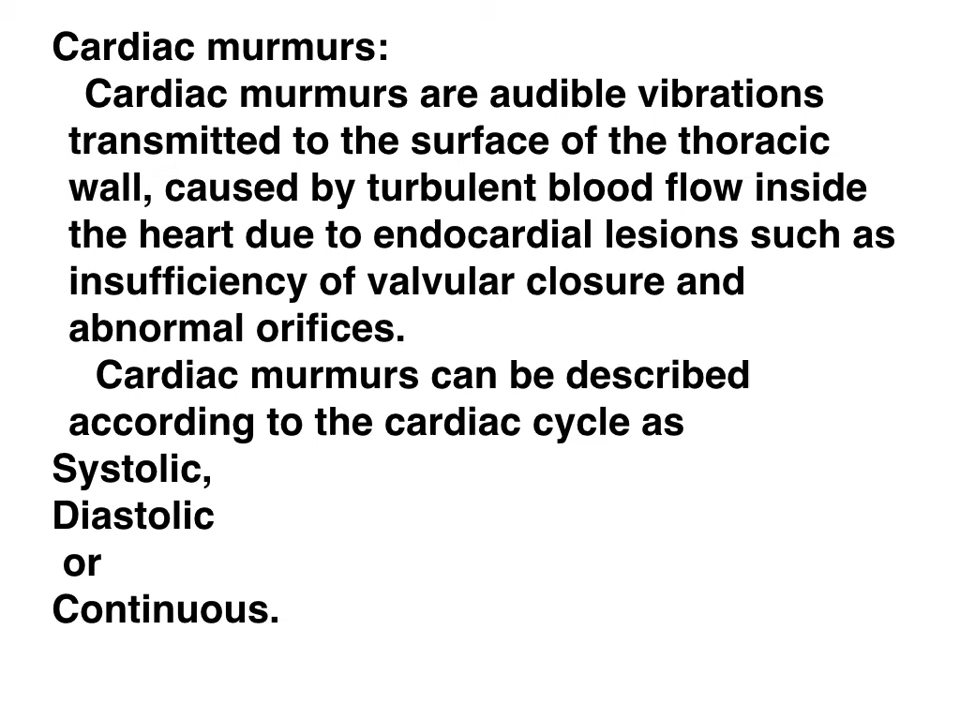 Cardiac murmurs:
Cardiac murmurs are audible vibrations
transmitted to the surface of the thoracic
wall, caused by turbulent blood flow inside
the heart due to endocardial lesions such as
insufficiency of valvular closure and
abnormal orifices.
Cardiac murmurs can be described
according to the cardiac cycle as
Systolic,
Diastolic
or
Continuous.